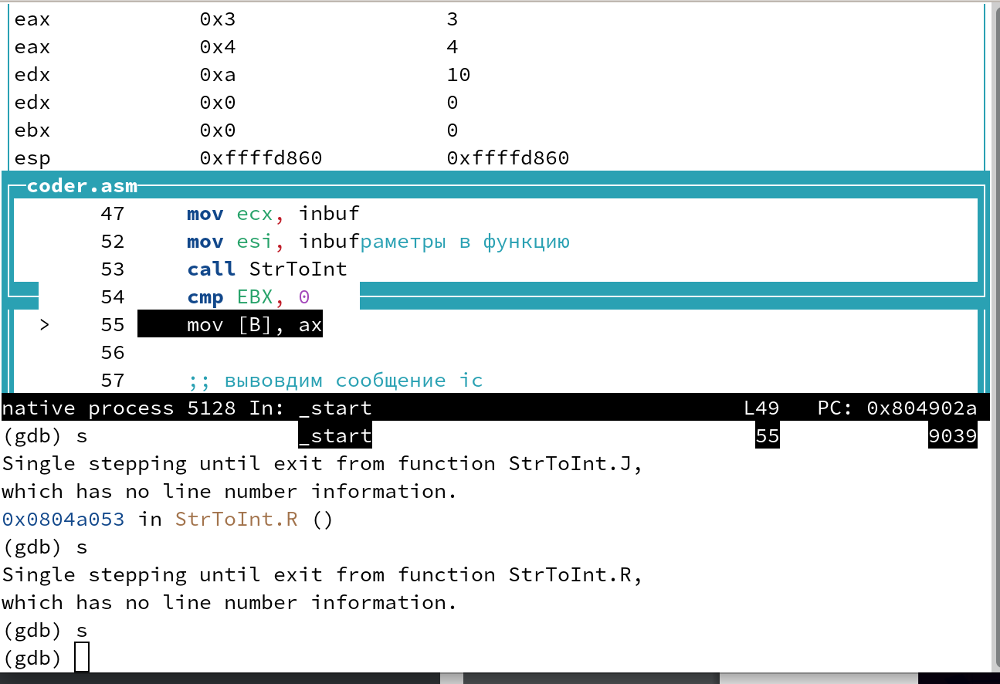 eax 0x3 3
eax 0x4 4
edx 0xa 10
edx 0x0 0
ebx 0x0 0
esp 0xffffd860 0xffffd860
coder.asm
47 mov ecx, inbuf
52 mov esi, inbufраметры в функцию
53 call StrToInt
54 cmp EBX, 0
> 55 mov [B], ax
56
57 ;; вывовдим сообщение ic
native process 5128 In: _start L49 PC: 0x804902a
(gdb) s _start 55 9039
Single stepping until exit from function StrToInt.J,
which has no line number information.
0x0804a053 in StrToInt.R ()
(gdb) s
Single stepping until exit from function StrToInt.R,
which has no line number information.
(gdb) s
(gdb)